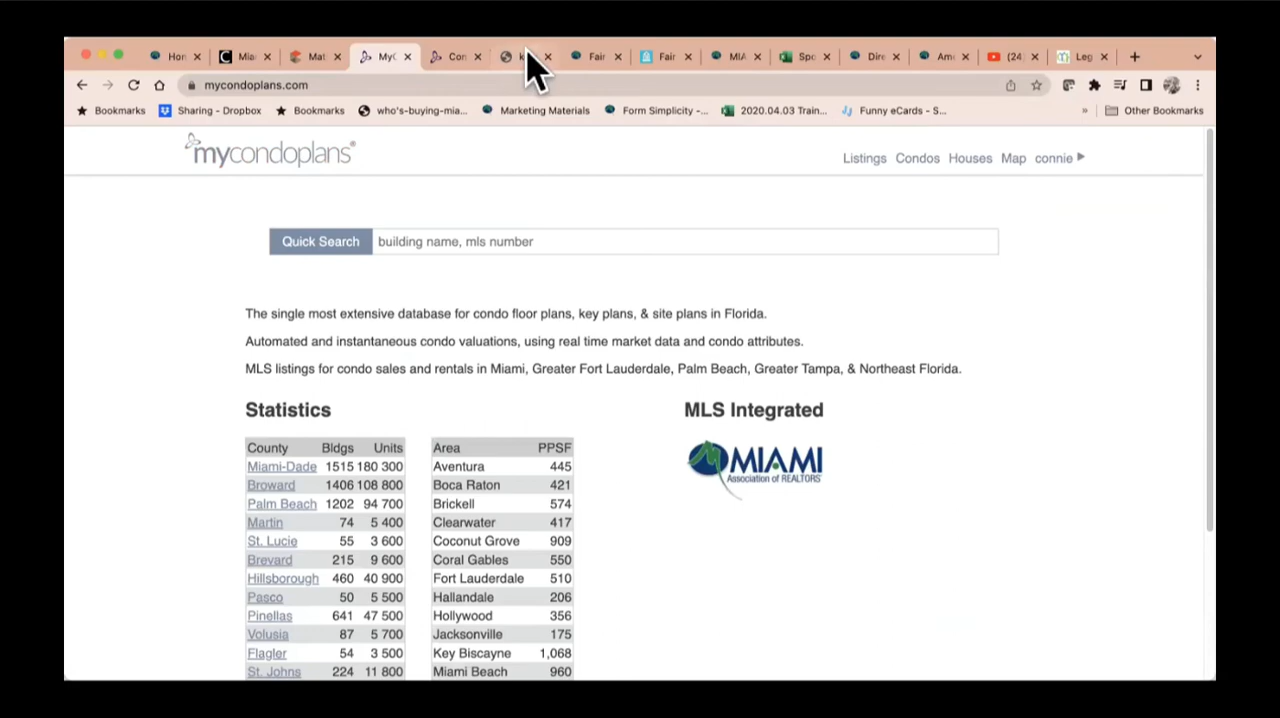 Hon
Mia
Mat
MyC
Con
k
Fair
Fair
MIA
Spe
Dire
Am
(24
Leg
mycondoplans.com
Bookmarks
Sharing - Dropbox
Bookmarks
who's-buying-mia...
Marketing Materials
Form Simplicity -...
2020.04.03 Train...
Funny eCards - S...
»
Other Bookmarks
mycondoplans®
Listings Condos Houses Map connie
Quick Search building name, mls number
The single most extensive database for condo floor plans, key plans, & site plans in Florida.
Automated and instantaneous condo valuations, using real time market data and condo attributes.
MLS listings for condo sales and rentals in Miami, Greater Fort Lauderdale, Palm Beach, Greater Tampa, & Northeast Florida.
Statistics
County Bldgs Units
Miami-Dade 1515 180 300
Broward 1406 108 800
Palm Beach 1202 94 700
Martin 74 5 400
St. Lucie 55 3 600
Brevard 215 9 600
Hillsborough 460 40 900
Pasco 50 5 500
Pinellas 641 47 500
Volusia 87 5 700
Flagler 54 3 500
St. Johns 224 11 800
Area PPSF
Aventura 445
Boca Raton 421
Brickell 574
Clearwater 417
Coconut Grove 909
Coral Gables 550
Fort Lauderdale 510
Hallandale 206
Hollywood 356
Jacksonville 175
Key Biscayne 1,068
Miami Beach 960
MLS Integrated
MIAMI
Association of REALTORS®